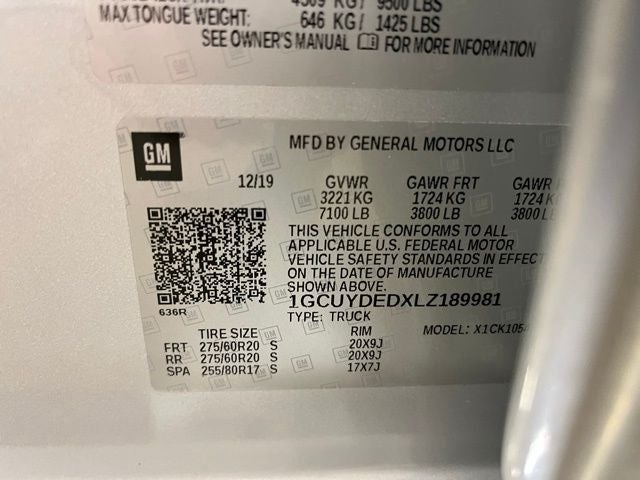 4309 KG / 9500 LBS
MAX TONGUE WEIGHT: 646 KG / 1425 LBS
SEE OWNER'S MANUAL FOR MORE INFORMATION
GM
MFD BY GENERAL MOTORS LLC
12/19 GVWR GAWR FRT GAWR
3221 KG 1724 KG 1724 K
7100 LB 3800 LB 3800 L
THIS VEHICLE CONFORMS TO ALL
APPLICABLE U.S. FEDERAL MOTOR
VEHICLE SAFETY STANDARDS IN EFFECT
ON THE DATE OF MANUFACTURE
SHOWN ABOVE.
1GCUYDEDXLZ189981
636R
TYPE: TRUCK MODEL: X1CK105
TIRE SIZE RIM
FRT 275/60R20 S 20X9J
RR 275/60R20 S 20X9J
SPA 255/80R17 S 17X7J